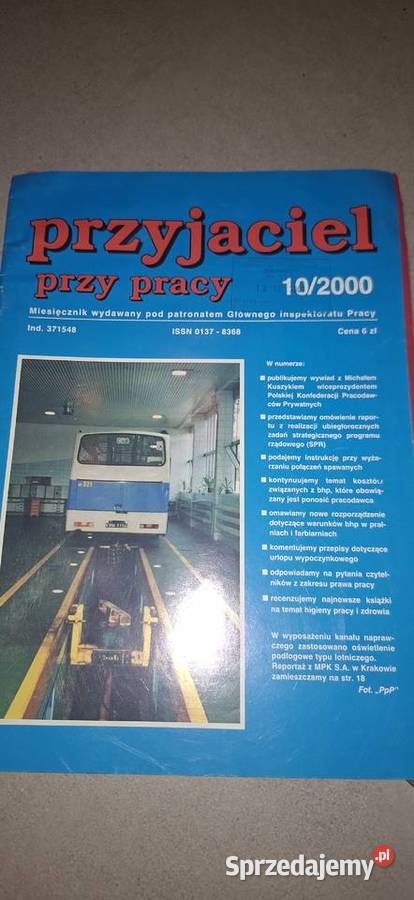 przyjaciel
przy pracy
10/2000
Miesięcznik wydawany pod patronatem Głównego Inspektoratu Pracy
Ind. 371548
ISSN 0137 - 8368
Cena 6 zł
W numerze:
publikujemy wywiad z Michałem
Kuszykiem wiceprezydentem
Polskiej Konfederacji Pracodaw-
ców Prywatnych
przedstawiamy omówienie rapor-
tu z realizacji ubiegłorocznych
zadań strategicznego programu
rządowego (SPR)
podajemy instrukcję przy wyża-
rzaniu połączeń spawanych
kontynuujemy temat kosztów
związanych z bhp, które obowią-
zany jest ponosić pracodawca
omawiamy nowe rozporządzenie
dotyczące warunków bhp w pral-
niach i farbiarniach
komentujemy przepisy dotyczące
urlopu wypoczynkowego
odpowiadamy na pytania czytel-
ników z zakresu prawa pracy
recenzujemy najnowsze książki
na temat higieny pracy i zdrowia
W wyposażeniu kanału napraw-
czego zastosowano oświetlenie
podłogowe typu lotniczego.
Reportaż z MPK S.A. w Krakowie
zamieszczamy na str. 18
Fot. „PpP"
321
Sprzedajemy.pl